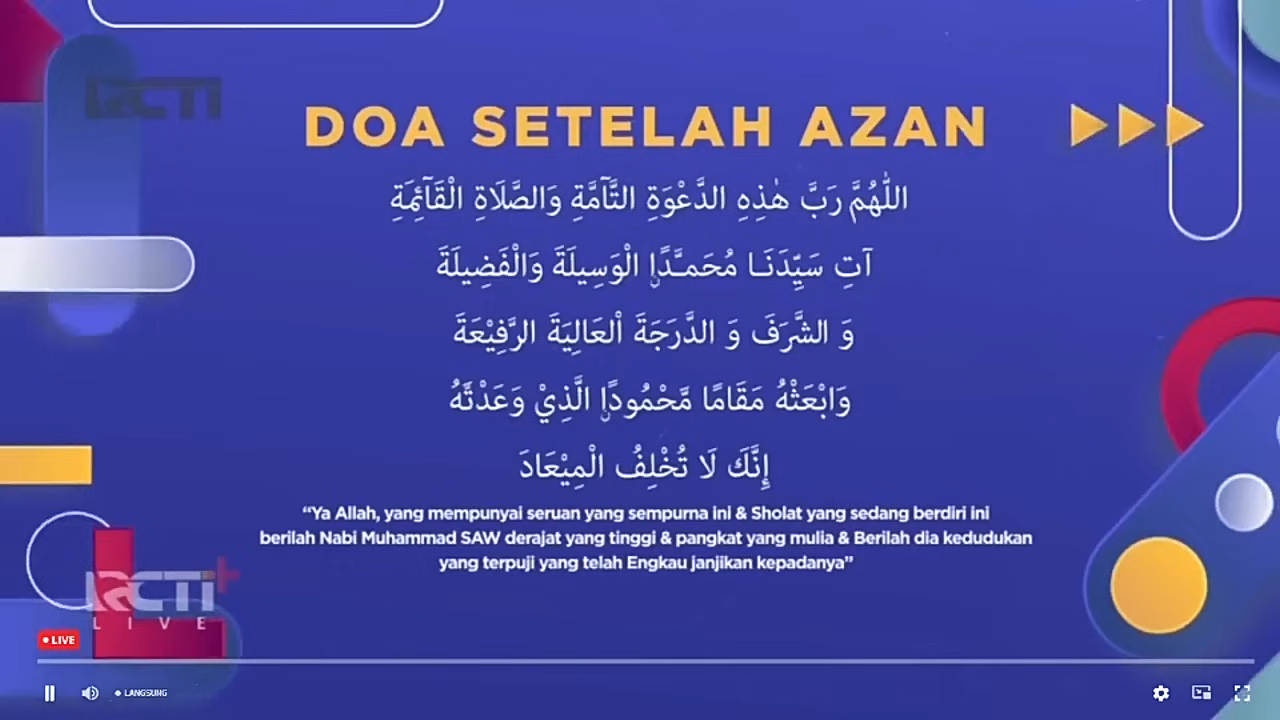 RCTI
DOA SETELAH AZAN
اللّٰهُمَّ رَبَّ هٰذِهِ الدَّعْوَةِ التَّآمَّةِ وَالصَّلَاةِ الْقَآئِمَةِ
آتِ سَيِّدَنَا مُحَمَّدًاۨ الْوَسِيلَةَ وَالْفَضِيلَةَ
وَ الشَّرَفَ وَ الدَّرَجَةَ اْلعَالِيَةَ الرَّفِيْعَةَ
وَابْعَثْهُ مَقَامًا مَّحْمُودًاۨ الَّذِيْ وَعَدْتَهُ
إِنَّكَ لَا تُخْلِفُ الْمِيْعَادَ
“Ya Allah, yang mempunyai seruan yang sempurna ini & Sholat yang sedang berdiri ini
berilah Nabi Muhammad SAW derajat yang tinggi & pangkat yang mulia & Berilah dia kedudukan
yang terpuji yang telah Engkau janjikan kepadanya”
RCTI+
LIVE
LIVE
LANGSUNG